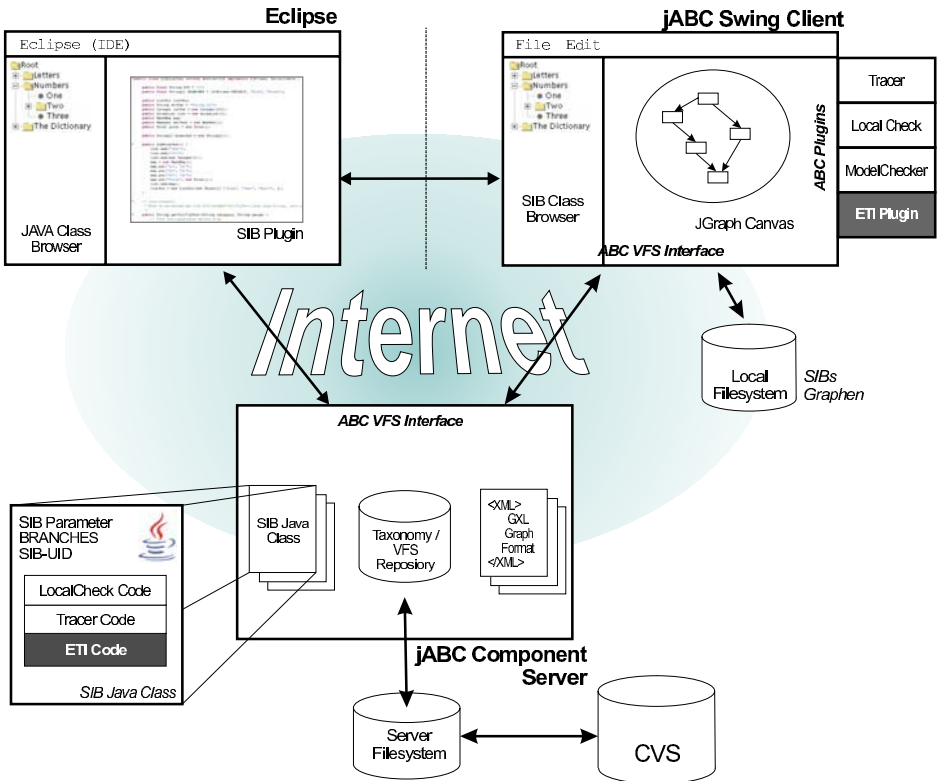 Eclipse
jABC Swing Client
Eclipse (IDE)
Root
Letters
Numbers
One
Two
Three
The Dictionary
JAVA Class
Browser
SIB Plugin
File Edit
Root
Letters
Numbers
One
Two
Three
The Dictionary
SIB Class
Browser
JGraph Canvas
ABC VFS Interface
ABC Plugins
Tracer
Local Check
ModelChecker
ETI Plugin
Internet
Local
Filesystem
SIBs
Graphen
ABC VFS Interface
SIB Java
Class
Taxonomy /
VFS
Reposiory
<XML>
GXL
Graph
Format
</XML>
SIB Parameter
BRANCHES
SIB-UID
LocalCheck Code
Tracer Code
ETI Code
SIB Java Class
jABC Component
Server
Server
Filesystem
CVS